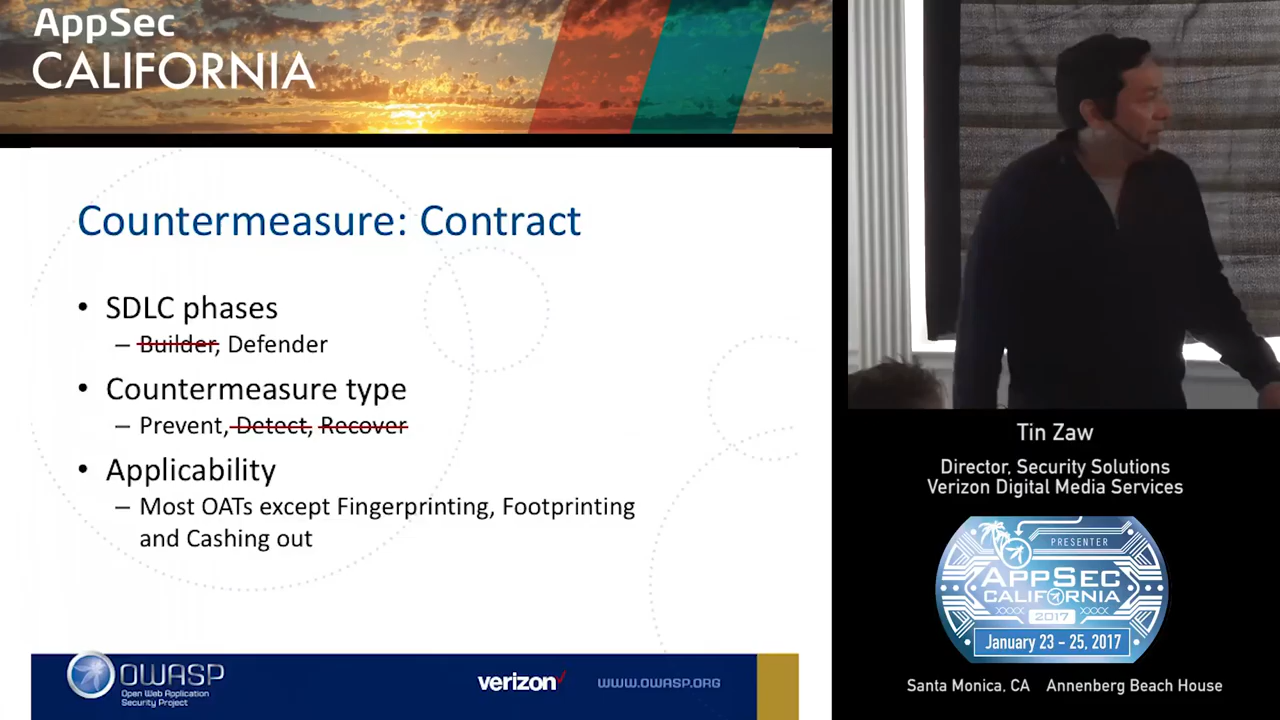 AppSec
CALIFORNIA
Countermeasure: Contract
• SDLC phases
– Builder, Defender
• Countermeasure type
– Prevent, Detect, Recover
• Applicability
– Most OATs except Fingerprinting, Footprinting
and Cashing out
OWASP
Open Web Application
Security Project
verizon
WWW.OWASP.ORG
Tin Zaw
Director, Security Solutions
Verizon Digital Media Services
PRESENTER
APPSEC
CALIFORNIA
2017
January 23 - 25, 2017
Santa Monica, CA Annenberg Beach House